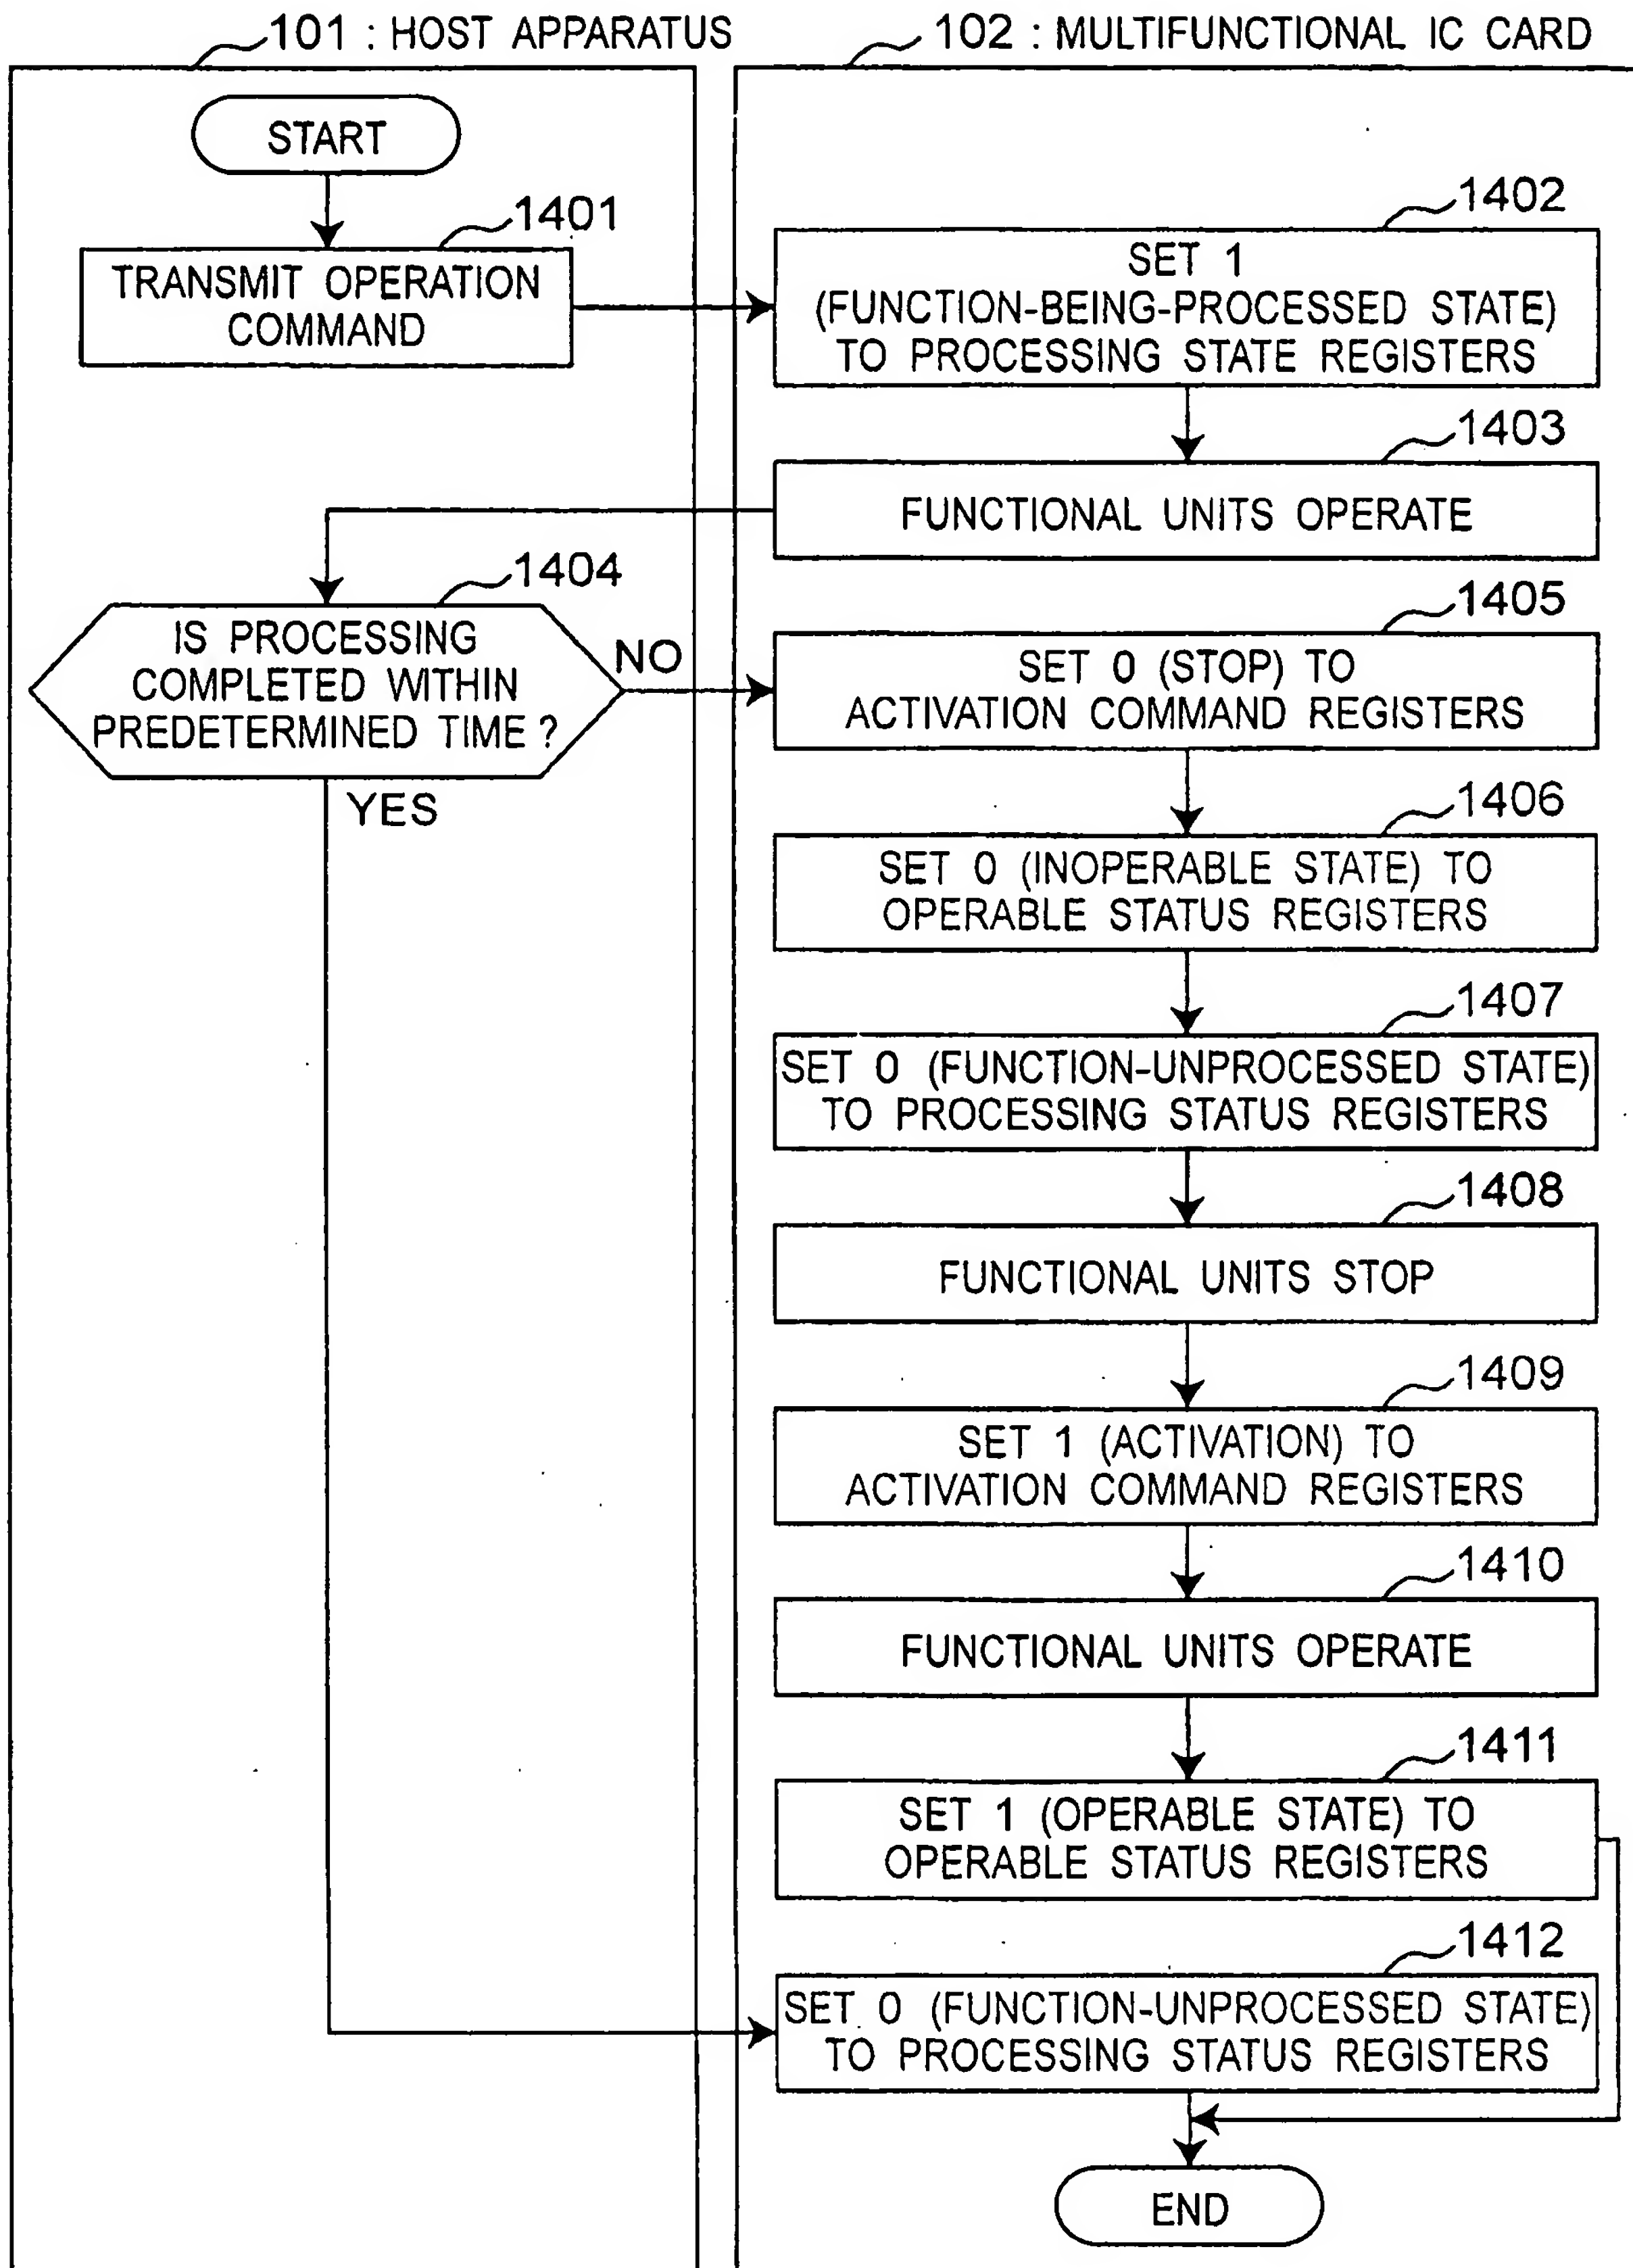 101 : HOST APPARATUS
102 : MULTIFUNCTIONAL IC CARD
START
1401
TRANSMIT OPERATION
COMMAND
1402
SET 1
(FUNCTION-BEING-PROCESSED STATE)
TO PROCESSING STATE REGISTERS
1403
FUNCTIONAL UNITS OPERATE
1404
IS PROCESSING
COMPLETED WITHIN
PREDETERMINED TIME ?
NO
YES
1405
SET 0 (STOP) TO
ACTIVATION COMMAND REGISTERS
1406
SET 0 (INOPERABLE STATE) TO
OPERABLE STATUS REGISTERS
1407
SET 0 (FUNCTION-UNPROCESSED STATE)
TO PROCESSING STATUS REGISTERS
1408
FUNCTIONAL UNITS STOP
1409
SET 1 (ACTIVATION) TO
ACTIVATION COMMAND REGISTERS
1410
FUNCTIONAL UNITS OPERATE
1411
SET 1 (OPERABLE STATE) TO
OPERABLE STATUS REGISTERS
1412
SET 0 (FUNCTION-UNPROCESSED STATE)
TO PROCESSING STATUS REGISTERS
END